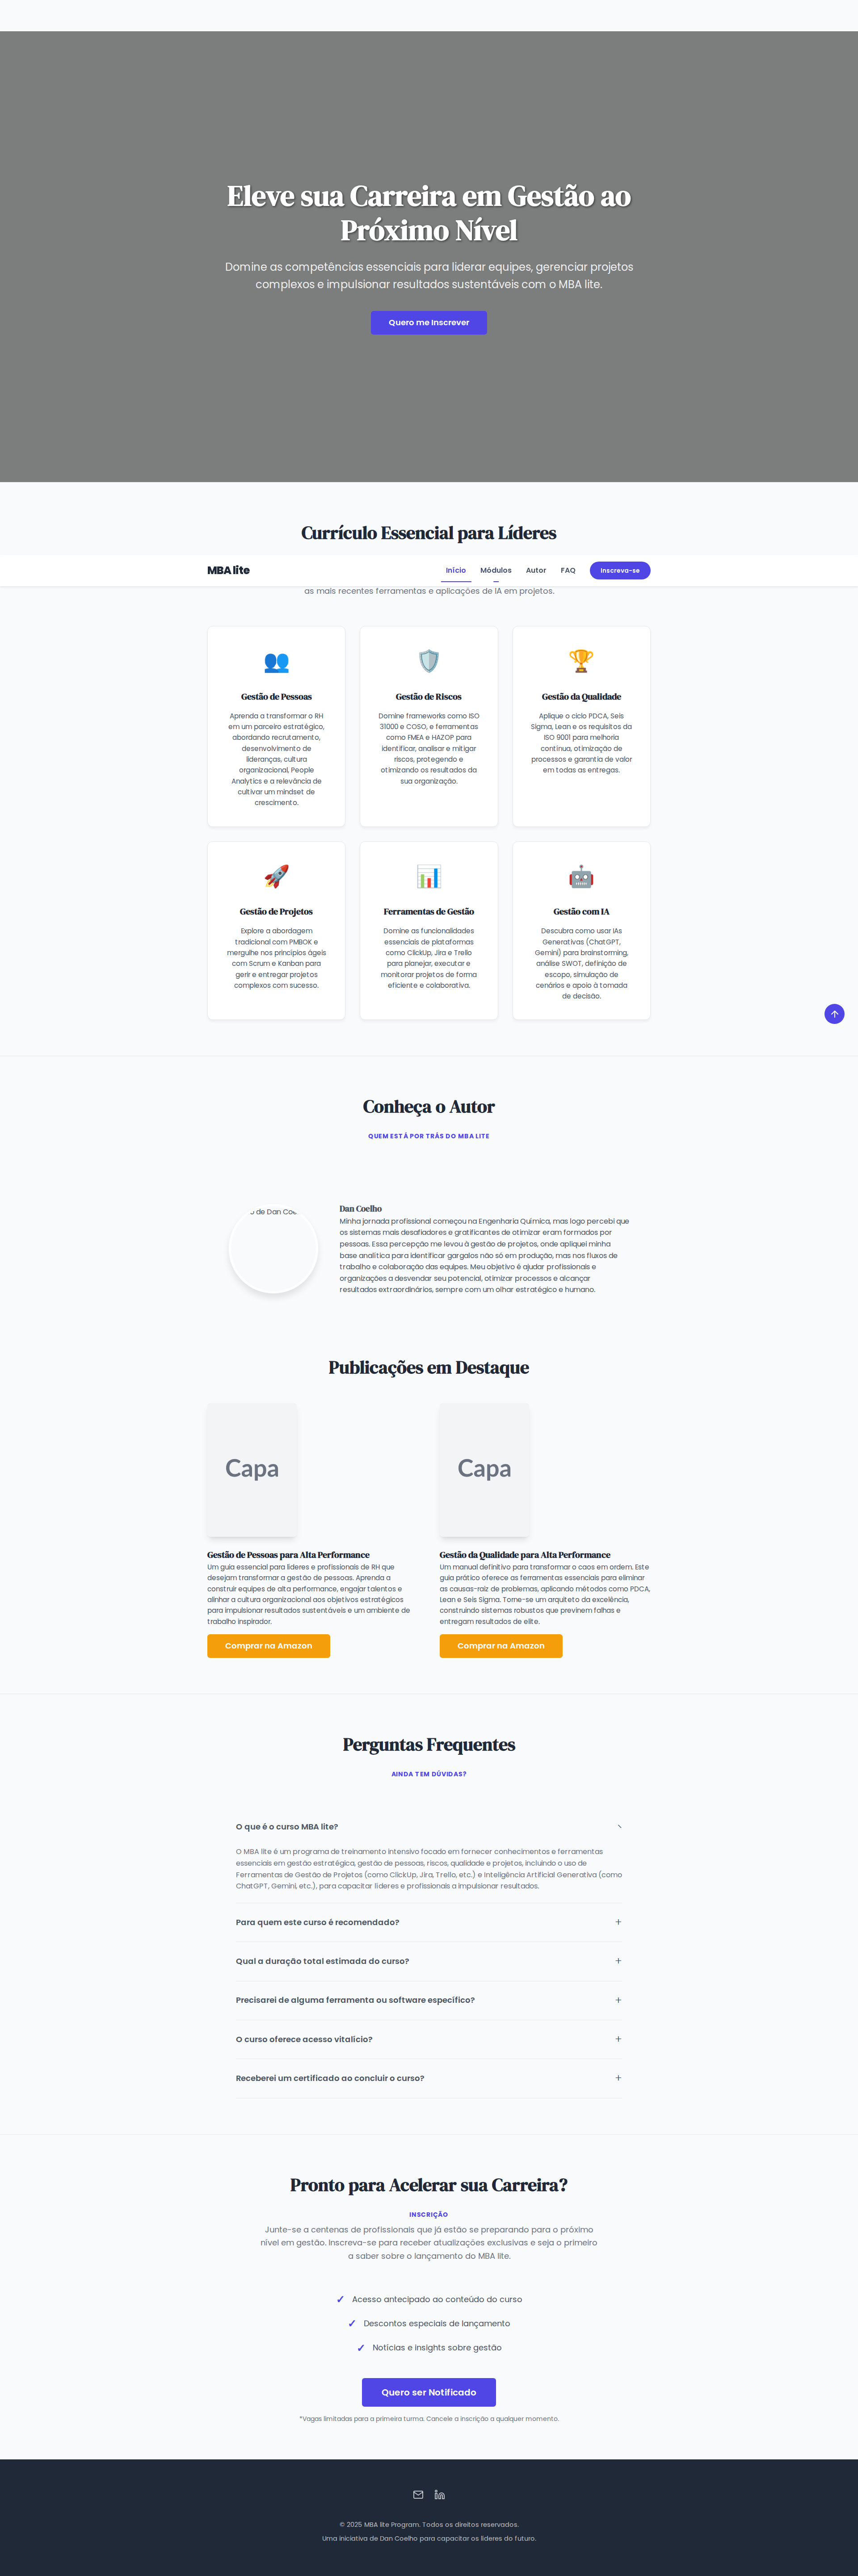 Eleve sua Carreira em Gestão ao
Próximo Nível
Domine as competências essenciais para liderar equipes, gerenciar projetos
complexos e impulsionar resultados sustentáveis com o MBA lite.
Quero me Inscrever
Currículo Essencial para Líderes
MBA lite
Início
Módulos
Autor
FAQ
Inscreva-se
as mais recentes ferramentas e aplicações de IA em projetos.
Gestão de Pessoas
Aprenda a transformar o RH
em um parceiro estratégico,
abordando recrutamento,
desenvolvimento de
lideranças, cultura
organizacional, People
Analytics e a relevância de
cultivar um mindset de
crescimento.
Gestão de Riscos
Domine frameworks como ISO
31000 e COSO, e ferramentas
como FMEA e HAZOP para
identificar, analisar e mitigar
riscos, protegendo e
otimizando os resultados da
sua organização.
Gestão da Qualidade
Aplique o ciclo PDCA, Seis
Sigma, Lean e os requisitos da
ISO 9001 para melhoria
contínua, otimização de
processos e garantia de valor
em todas as entregas.
Gestão de Projetos
Explore a abordagem
tradicional com PMBOK e
mergulhe nos princípios ágeis
com Scrum e Kanban para
gerir e entregar projetos
complexos com sucesso.
Ferramentas de Gestão
Domine as funcionalidades
essenciais de plataformas
como ClickUp, Jira e Trello
para planejar, executar e
monitorar projetos de forma
eficiente e colaborativa.
Gestão com IA
Descubra como usar IAs
Generativas (ChatGPT,
Gemini) para brainstorming,
análise SWOT, definição de
escopo, simulação de
cenários e apoio à tomada
de decisão.
Conheça o Autor
QUEM ESTÁ POR TRÁS DO MBA LITE
de Dan
Dan Coelho
Minha jornada profissional começou na Engenharia Química, mas logo percebi que
os sistemas mais desafiadores e gratificantes de otimizar eram formados por
pessoas. Essa percepção me levou à gestão de projetos, onde apliquei minha
base analítica para identificar gargalos não só em produção, mas nos fluxos de
trabalho e colaboração das equipes. Meu objetivo é ajudar profissionais e
organizações a desvendar seu potencial, otimizar processos e alcançar
resultados extraordinários, sempre com um olhar estratégico e humano.
Publicações em Destaque
Capa
Gestão de Pessoas para Alta Performance
Um guia essencial para líderes e profissionais de RH que
desejam transformar a gestão de pessoas. Aprenda a
construir equipes de alta performance, engajar talentos e
alinhar a cultura organizacional aos objetivos estratégicos
para impulsionar resultados sustentáveis e um ambiente de
trabalho inspirador.
Comprar na Amazon
Capa
Gestão da Qualidade para Alta Performance
Um manual definitivo para transformar o caos em ordem. Este
guia prático oferece as ferramentas essenciais para eliminar
as causas-raiz de problemas, aplicando métodos como PDCA,
Lean e Seis Sigma. Torne-se um arquiteto da excelência,
construindo sistemas robustos que previnem falhas e
entregam resultados de elite.
Comprar na Amazon
Perguntas Frequentes
AINDA TEM DÚVIDAS?
O que é o curso MBA lite?
O MBA lite é um programa de treinamento intensivo focado em fornecer conhecimentos e ferramentas
essenciais em gestão estratégica, gestão de pessoas, riscos, qualidade e projetos, incluindo o uso de
Ferramentas de Gestão de Projetos (como ClickUp, Jira, Trello, etc.) e Inteligência Artificial Generativa (como
ChatGPT, Gemini, etc.), para capacitar líderes e profissionais a impulsionar resultados.
Para quem este curso é recomendado?
Qual a duração total estimada do curso?
Precisarei de alguma ferramenta ou software específico?
O curso oferece acesso vitalício?
Receberei um certificado ao concluir o curso?
Pronto para Acelerar sua Carreira?
INSCRIÇÃO
Junte-se a centenas de profissionais que já estão se preparando para o próximo
nível em gestão. Inscreva-se para receber atualizações exclusivas e seja o primeiro
a saber sobre o lançamento do MBA lite.
✓ Acesso antecipado ao conteúdo do curso
✓ Descontos especiais de lançamento
✓ Notícias e insights sobre gestão
Quero ser Notificado
*Vagas limitadas para a primeira turma. Cancele a inscrição a qualquer momento.
© 2025 MBA lite Program. Todos os direitos reservados.
Uma iniciativa de Dan Coelho para capacitar os líderes do futuro.